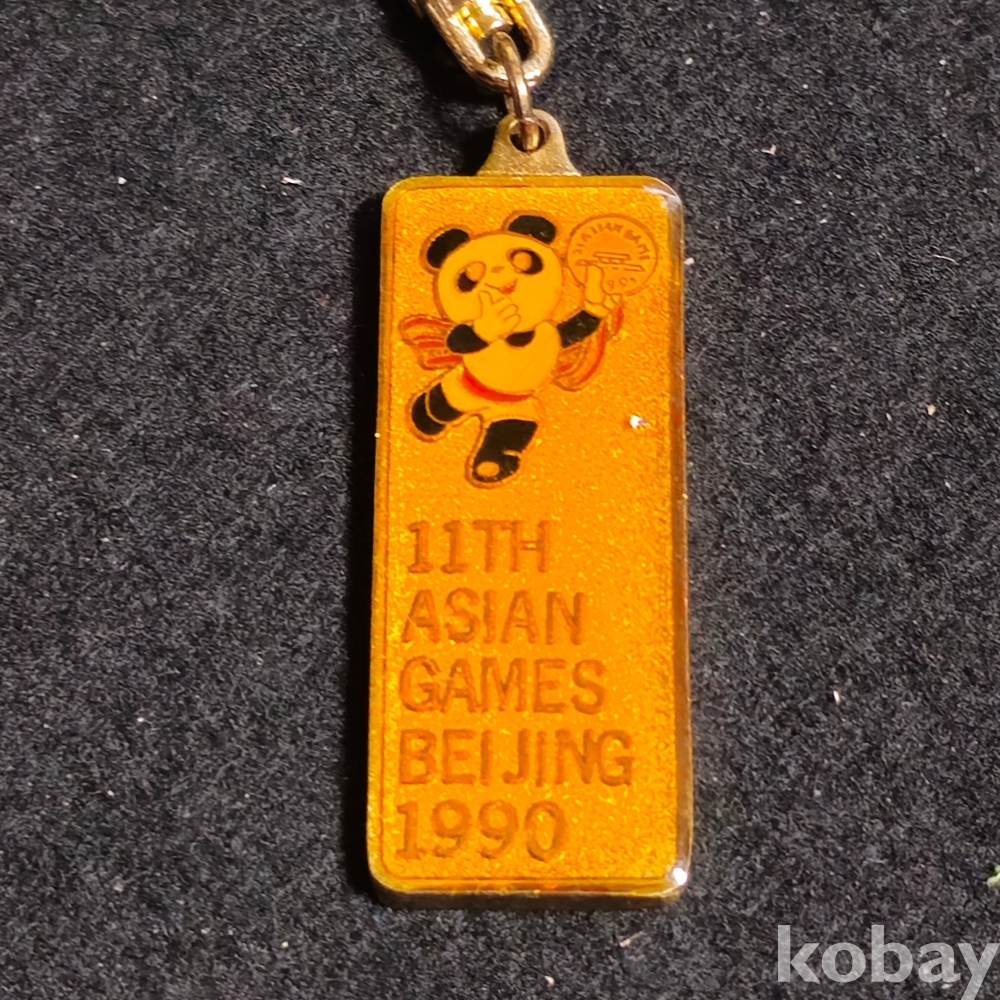 11TH
ASIAN
GAMES
BEIJING
1990
kobay